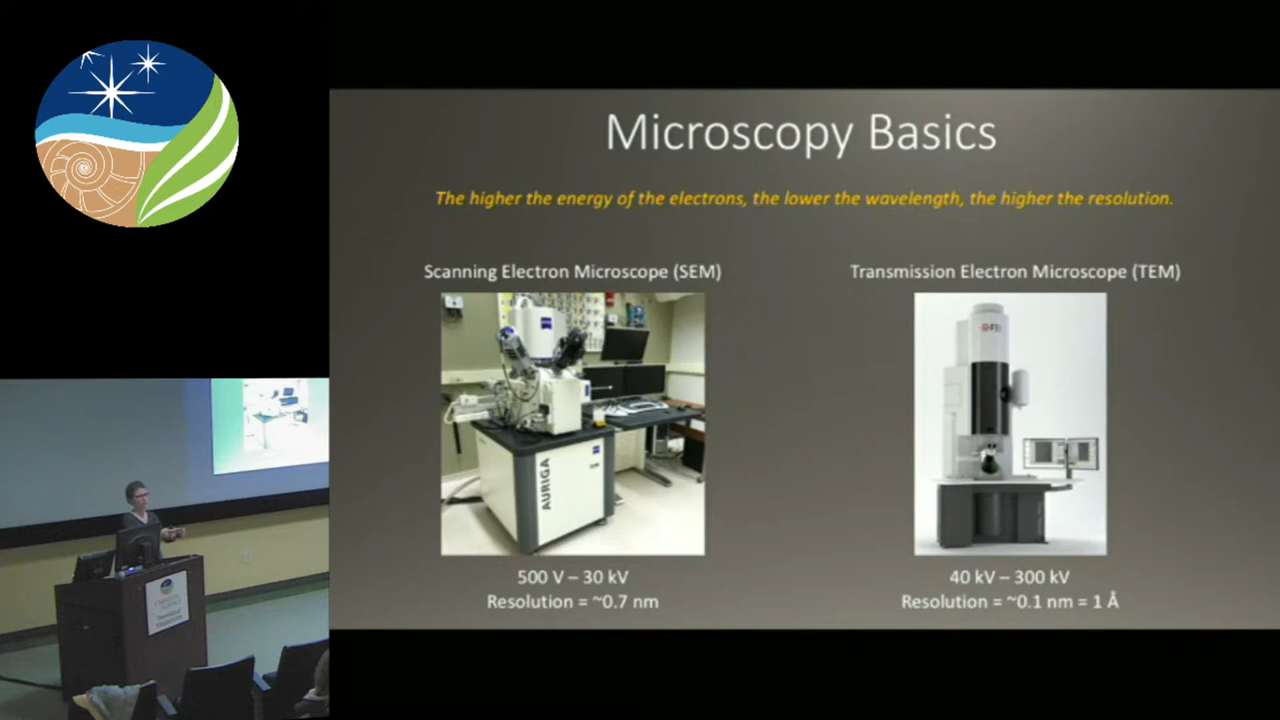 Microscopy Basics
The higher the energy of the electrons, the lower the wavelength, the higher the resolution.
Scanning Electron Microscope (SEM)
Transmission Electron Microscope (TEM)
FEI
AURIGA
500 V – 30 kV
Resolution = ~0.7 nm
40 kV – 300 kV
Resolution = ~0.1 nm = 1 Å